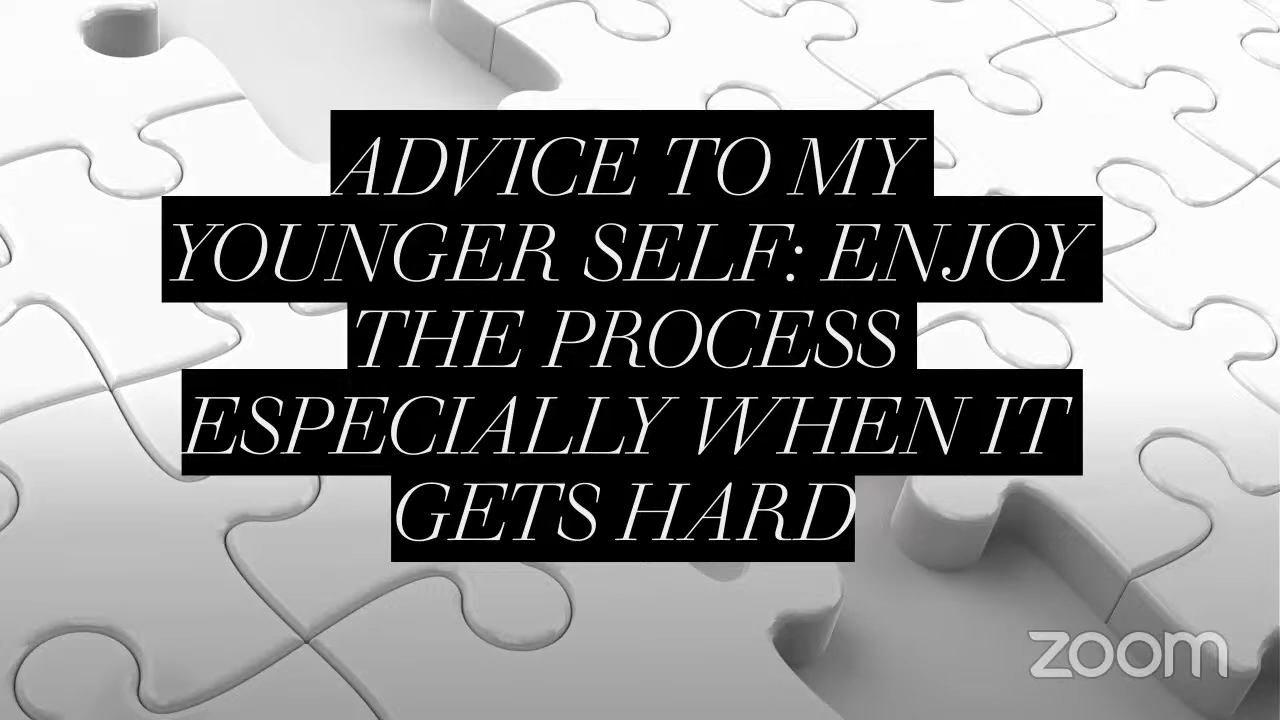 ADVICE TO MY
YOUNGER SELF: ENJOY
THE PROCESS
ESPECIALLY WHEN IT
GETS HARD
zoom